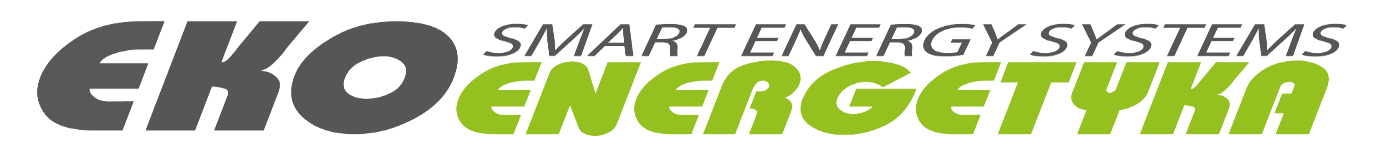 EKO
SMART ENERGY SYSTEMS
ENERGETYKA